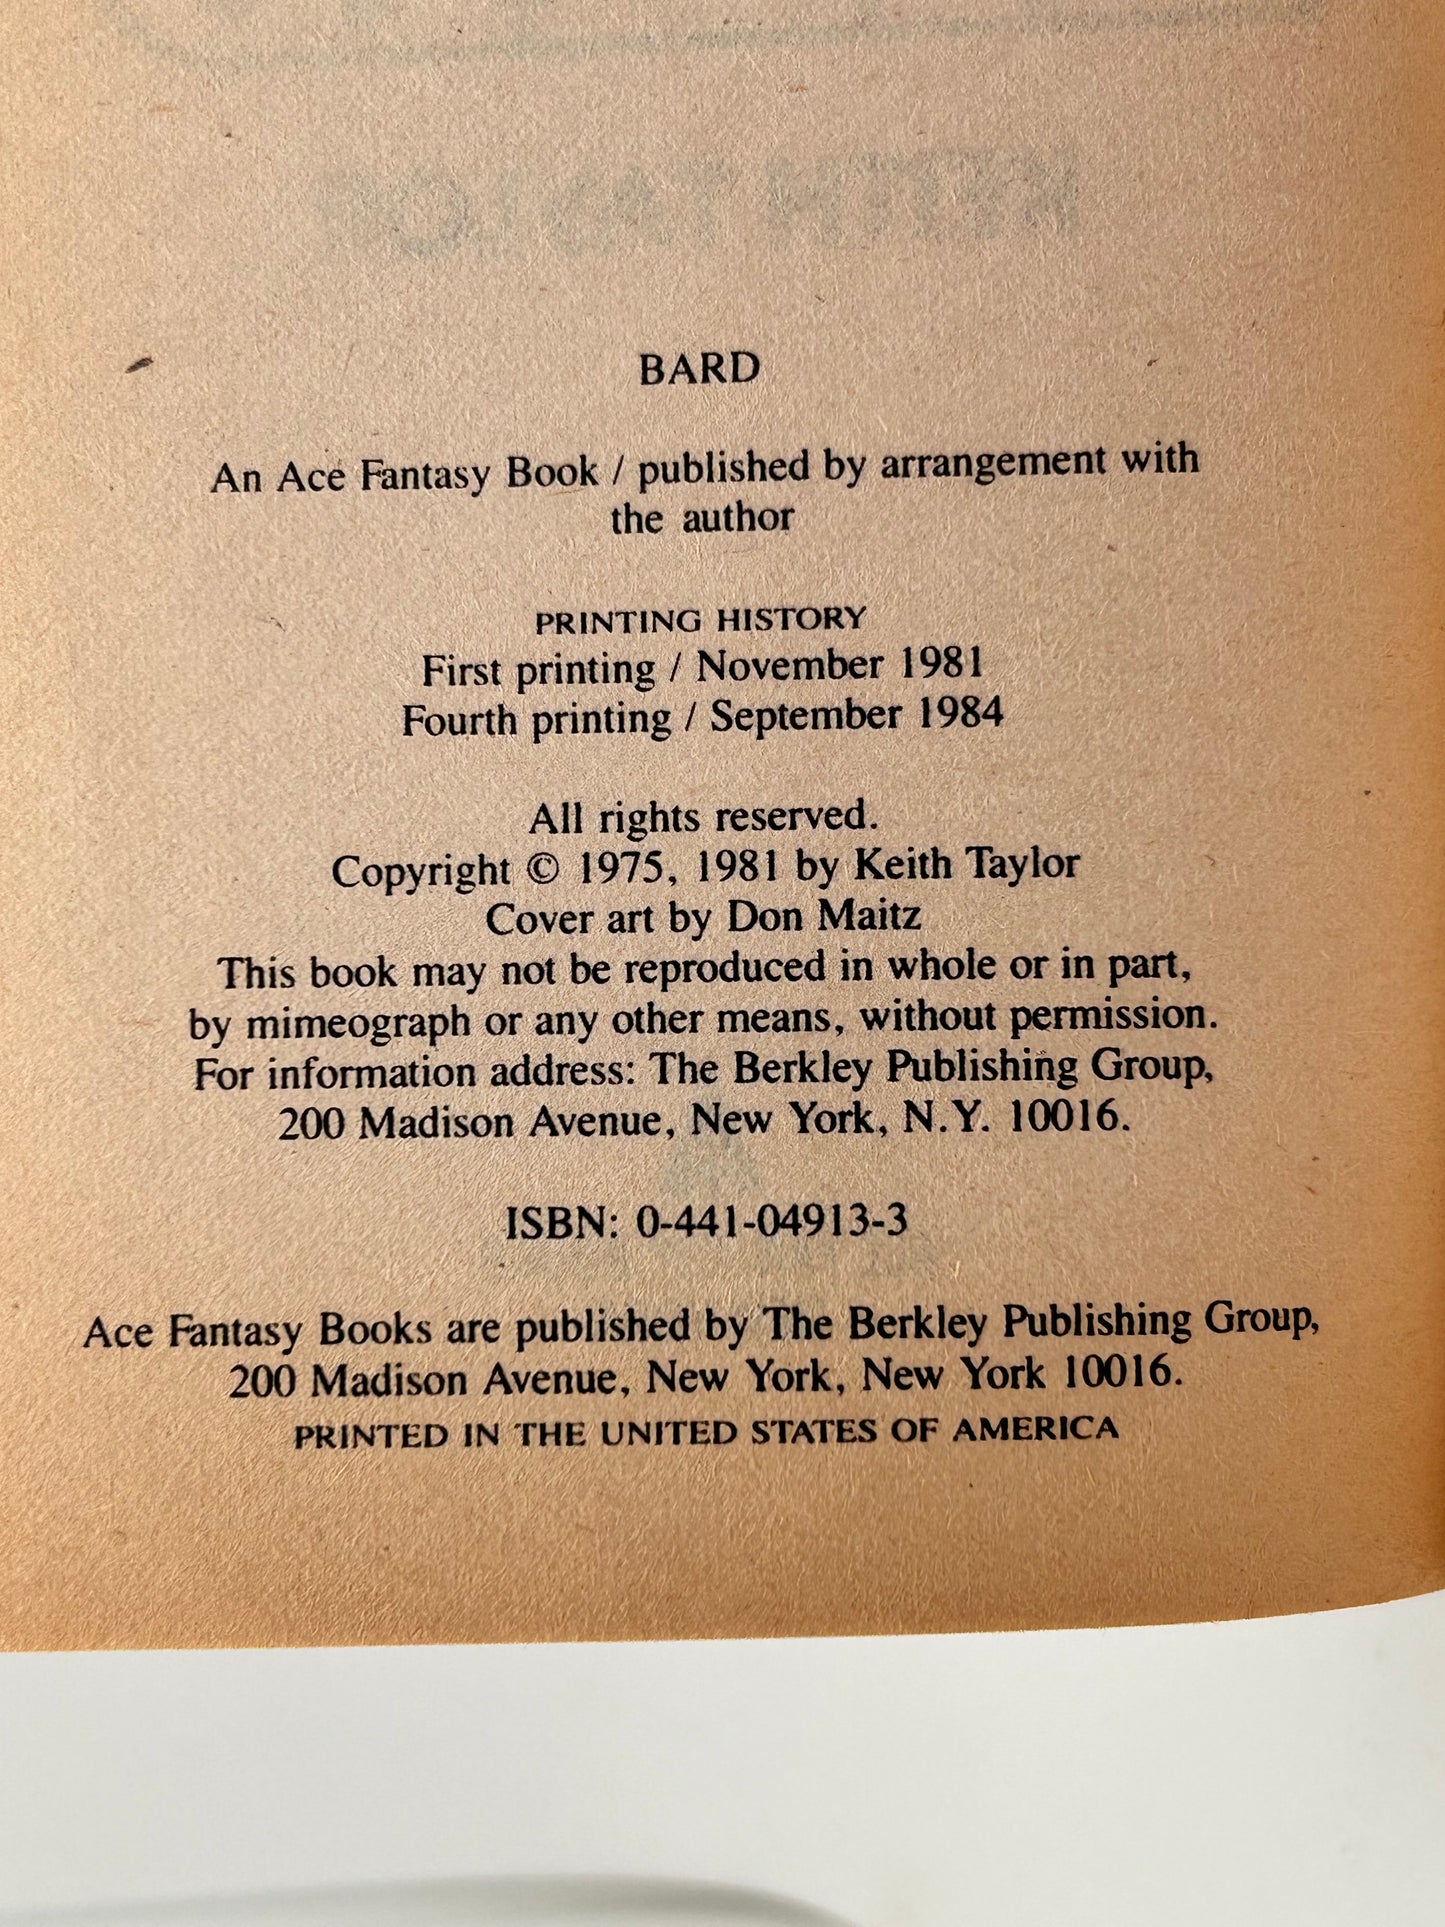 BARD
An Ace Fantasy Book / published by arrangement with
the author
PRINTING HISTORY
First printing / November 1981
Fourth printing / September 1984
All rights reserved.
Copyright © 1975, 1981 by Keith Taylor
Cover art by Don Maitz
This book may not be reproduced in whole or in part,
by mimeograph or any other means, without permission.
For information address: The Berkley Publishing Group,
200 Madison Avenue, New York, N.Y. 10016.
ISBN: 0-441-04913-3
Ace Fantasy Books are published by The Berkley Publishing Group,
200 Madison Avenue, New York, New York 10016.
PRINTED IN THE UNITED STATES OF AMERICA